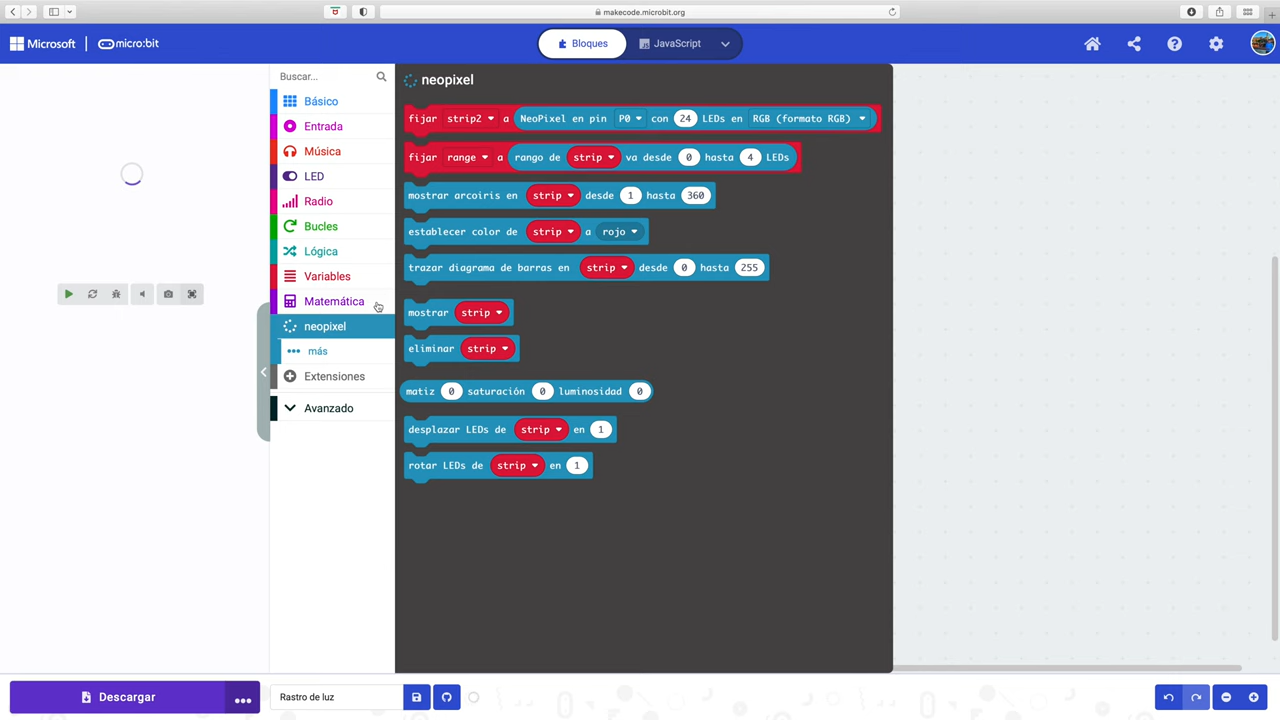 makecode.microbit.org
Microsoft
micro:bit
Bloques
JavaScript
Buscar...
Básico
Entrada
Música
LED
Radio
Bucles
Lógica
Variables
Matemática
neopixel
más
Extensiones
Avanzado
neopixel
fijar strip2 a NeoPixel en pin P0 con 24 LEDs en RGB (formato RGB)
fijar range a rango de strip va desde 0 hasta 4 LEDs
mostrar arcoiris en strip desde 1 hasta 360
establecer color de strip a rojo
trazar diagrama de barras en strip desde 0 hasta 255
mostrar strip
eliminar strip
matiz 0 saturación 0 luminosidad 0
desplazar LEDs de strip en 1
rotar LEDs de strip en 1
Descargar
Rastro de luz